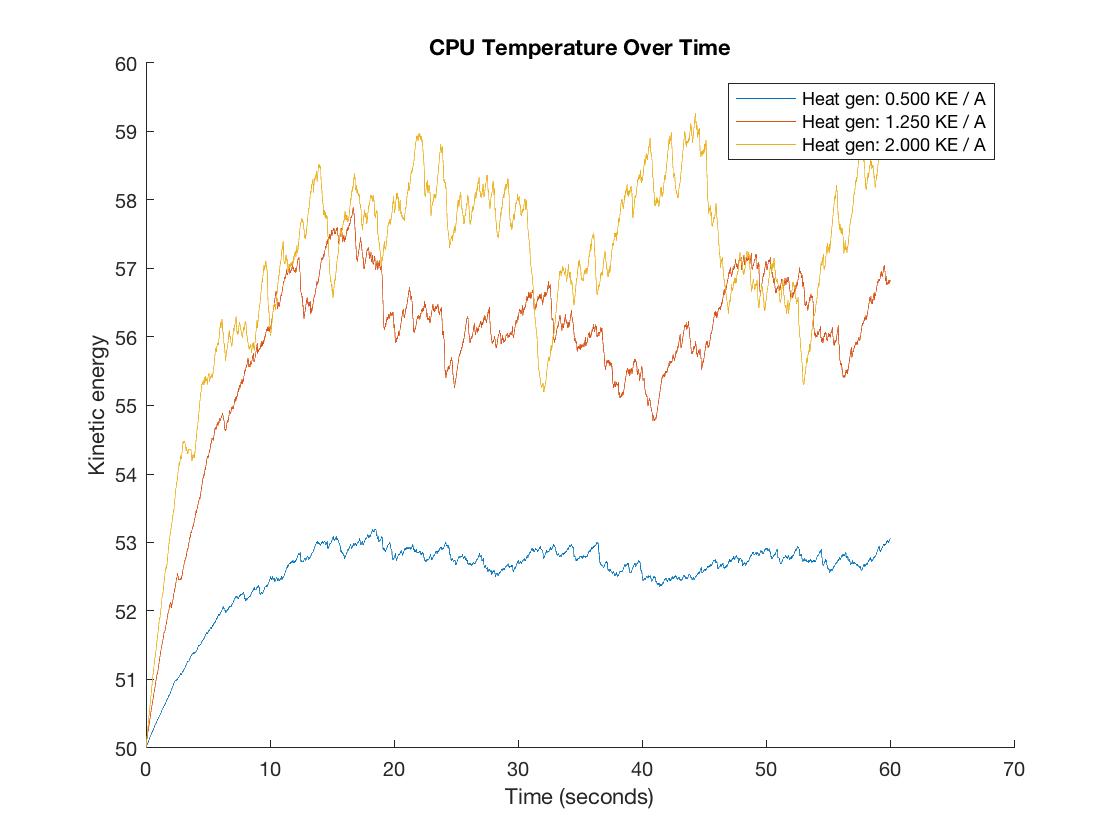 CPU Temperature Over Time
60
59
58
57
56
55
54
53
52
51
50
Kinetic energy
Heat gen: 0.500 KE / A
Heat gen: 1.250 KE / A
Heat gen: 2.000 KE / A
0 10 20 30 40 50 60 70
Time (seconds)